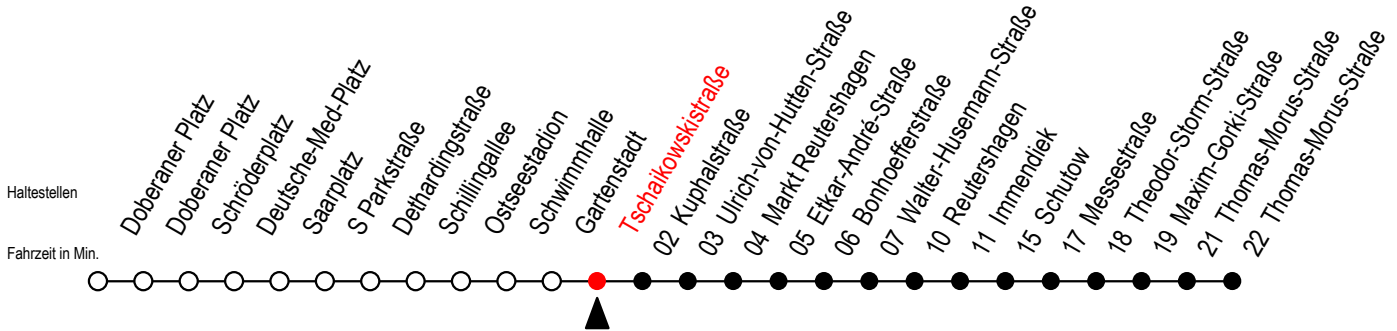 Haltestellen
Doberaner Platz
Doberaner Platz
Schröderplatz
Deutsche-Med-Platz
Saarplatz
S Parkstraße
Dethardingstraße
Schillingallee
Ostseestadion
Schwimmhalle
Gartenstadt
Tschaikowskistraße
02 Kuphalstraße
03 Ulrich-von-Hutten-Straße
04 Markt Reutershagen
05 Etkar-André-Straße
06 Bonhoefferstraße
07 Walter-Husemann-Straße
10 Reutershagen
11 Immendiek
15 Schutow
17 Messestraße
18 Theodor-Storm-Straße
19 Maxim-Gorki-Straße
21 Thomas-Morus-Straße
22 Thomas-Morus-Straße
Fahrzeit in Min.